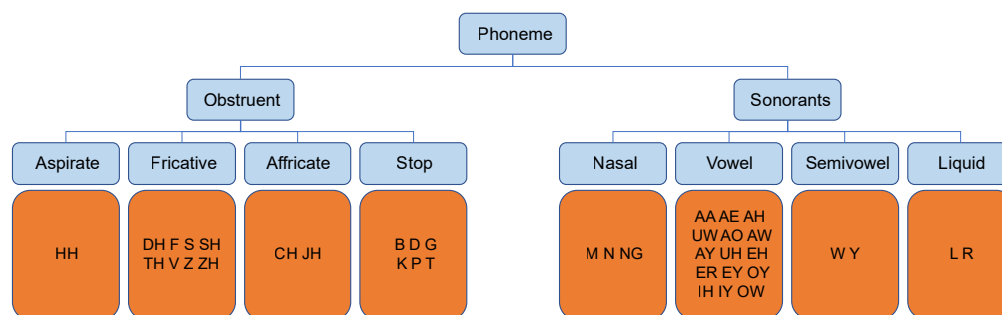 Phoneme
Obstruent
Sonorants
Aspirate
Fricative
Affricate
Stop
Nasal
Vowel
Semivowel
Liquid
HH
DH F S SH
TH V Z ZH
CH JH
B D G
K P T
M N NG
AA AE AH
UW AO AW
AY UH EH
ER EY OY
IH IY OW
W Y
L R